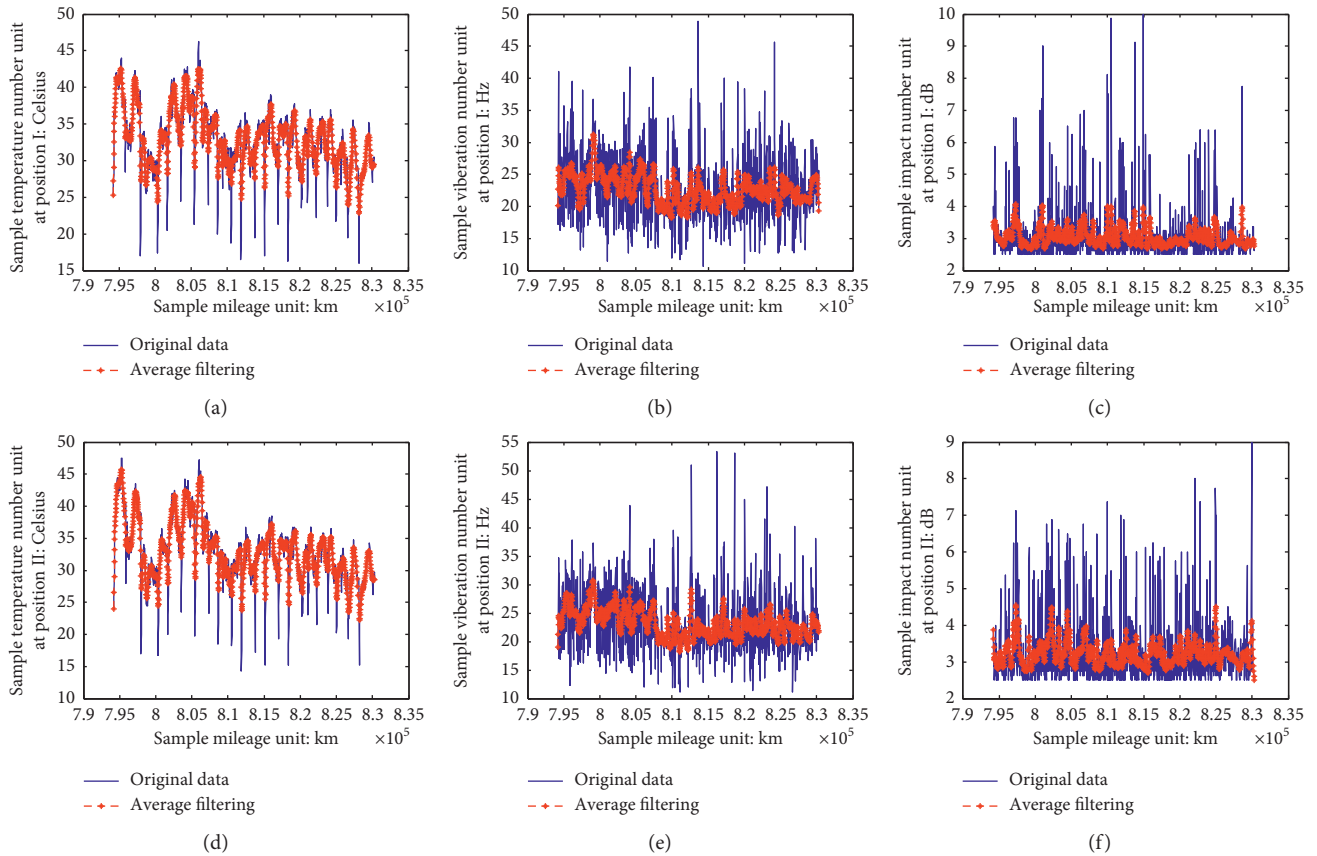 Sample temperature number unit
at position I: Celsius
50
45
40
35
30
25
20
15
7.9 7.95 8 8.05 8.1 8.15 8.2 8.25 8.3 8.35
Sample mileage unit: km ×10⁵
Original data
Average filtering
(a)
Sample viberation number unit
at position I: Hz
50
45
40
35
30
25
20
15
10
7.9 7.95 8 8.05 8.1 8.15 8.2 8.25 8.3 8.35
Sample mileage unit: km ×10⁵
Original data
Average filtering
(b)
Sample impact number unit
at position I: dB
10
9
8
7
6
5
4
3
2
7.9 7.95 8 8.05 8.1 8.15 8.2 8.25 8.3 8.35
Sample mileage unit: km ×10⁵
Original data
Average filtering
(c)
Sample temperature number unit
at position II: Celsius
50
45
40
35
30
25
20
15
10
7.9 7.95 8 8.05 8.1 8.15 8.2 8.25 8.3 8.35
Sample mileage unit: km ×10⁵
Original data
Average filtering
(d)
Sample viberation number unit
at position II: Hz
55
50
45
40
35
30
25
20
15
10
7.9 7.95 8 8.05 8.1 8.15 8.2 8.25 8.3 8.35
Sample mileage unit: km ×10⁵
Original data
Average filtering
(e)
Sample impact number unit
at position II: dB
9
8
7
6
5
4
3
2
7.9 7.95 8 8.05 8.1 8.15 8.2 8.25 8.3 8.35
Sample mileage unit: km ×10⁵
Original data
Average filtering
(f)